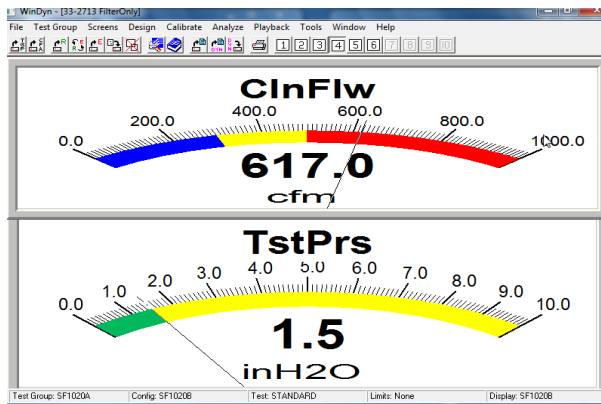 WinDyn - [33-2713 FilterOnly]
File Test Group Screens Design Calibrate Analyze Playback Tools Window Help
1 2 3 4 5 6 7 8 9 10
ClnFlw
0.0 200.0 400.0 600.0 800.0 1000.0
617.0
cfm
TstPrs
0.0 1.0 2.0 3.0 4.0 5.0 6.0 7.0 8.0 9.0 10.0
1.5
inH2O
Test Group: SF1020A Config: SF1020B Test: STANDARD Limits: None Display: SF1020B